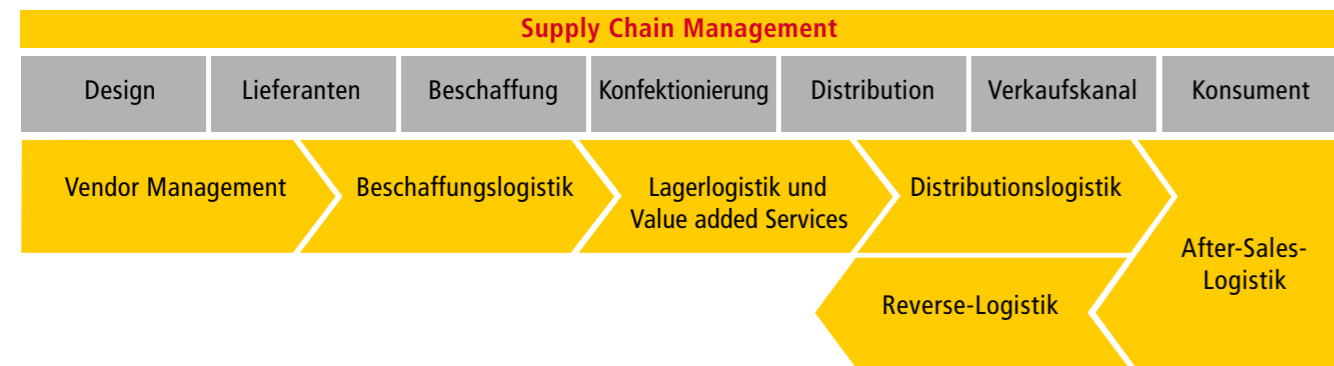 Supply Chain Management
Design
Lieferanten
Beschaffung
Konfektionierung
Distribution
Verkaufskanal
Konsument
Vendor Management
Beschaffungslogistik
Lagerlogistik und
Value added Services
Distributionslogistik
After-Sales-
Logistik
Reverse-Logistik